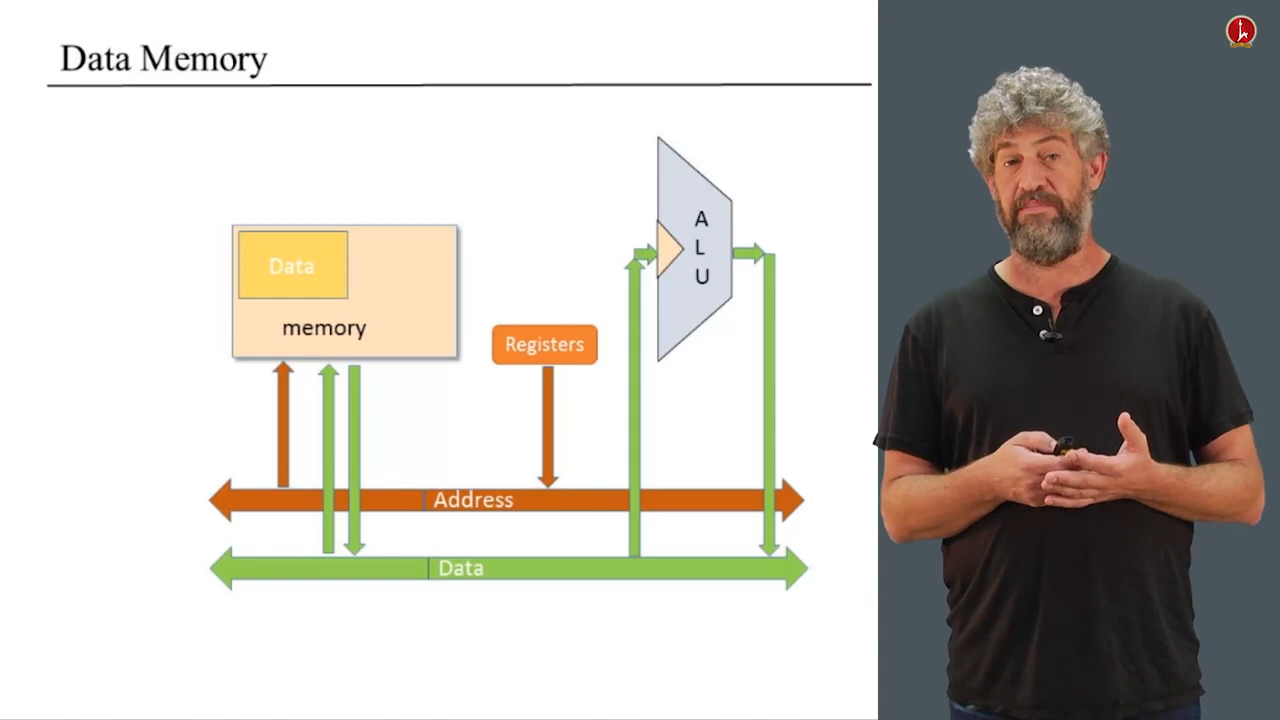 Data Memory
A
L
U
Data
memory
Registers
Address
Data